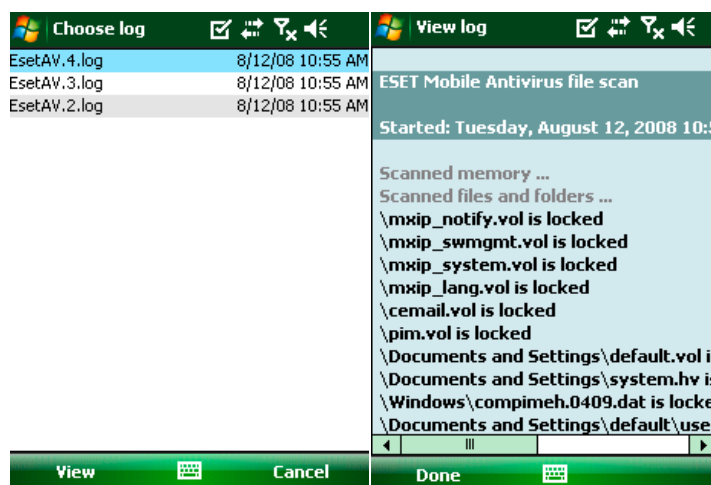 Choose log
EsetAV.4.log 8/12/08 10:55 AM
EsetAV.3.log 8/12/08 10:55 AM
EsetAV.2.log 8/12/08 10:55 AM
View Cancel
View log
ESET Mobile Antivirus file scan
Started: Tuesday, August 12, 2008 10:
Scanned memory ...
Scanned files and folders ...
\mxip_notify.vol is locked
\mxip_swmgmt.vol is locked
\mxip_system.vol is locked
\mxip_lang.vol is locked
\cemail.vol is locked
\pim.vol is locked
\Documents and Settings\default.vol i
\Documents and Settings\system.hv i
\Windows\compimeh.0409.dat is locke
\Documents and Settings\default\use
Done